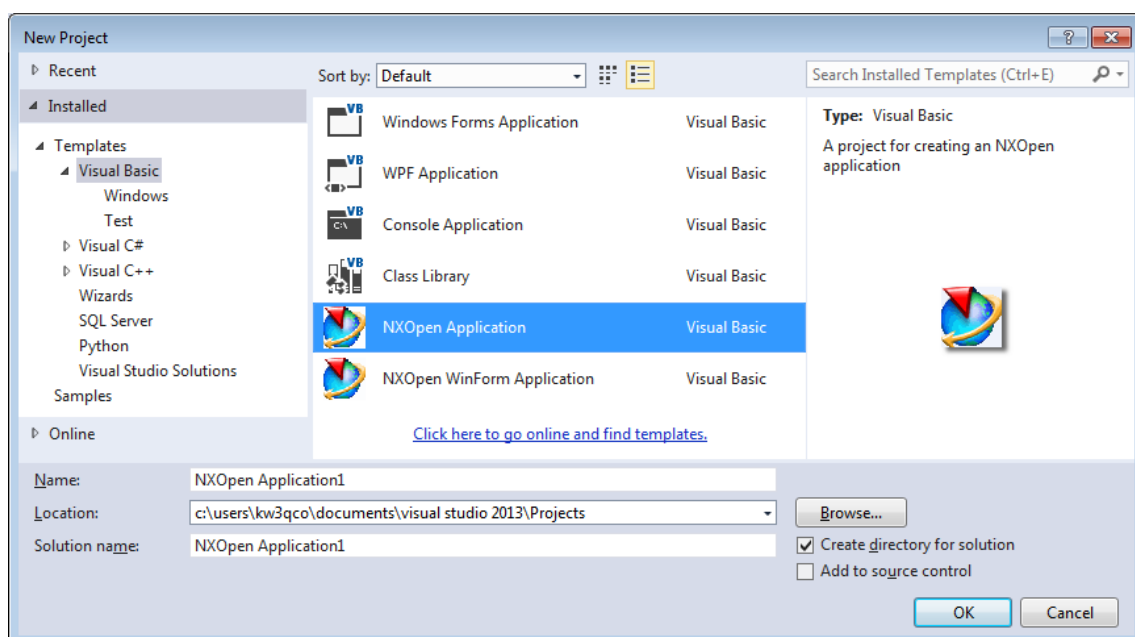 New Project
Recent
Installed
Templates
Visual Basic
Windows
Test
Visual C#
Visual C++
Wizards
SQL Server
Python
Visual Studio Solutions
Samples
Online
Sort by: Default
VB Windows Forms Application Visual Basic
VB WPF Application Visual Basic
VB C:\ Console Application Visual Basic
VB Class Library Visual Basic
NXOpen Application Visual Basic
NXOpen WinForm Application Visual Basic
Click here to go online and find templates.
Search Installed Templates (Ctrl+E)
Type: Visual Basic
A project for creating an NXOpen
application
Name: NXOpen Application1
Location: c:\users\kw3qco\documents\visual studio 2013\Projects
Browse...
Solution name: NXOpen Application1
Create directory for solution
Add to source control
OK Cancel